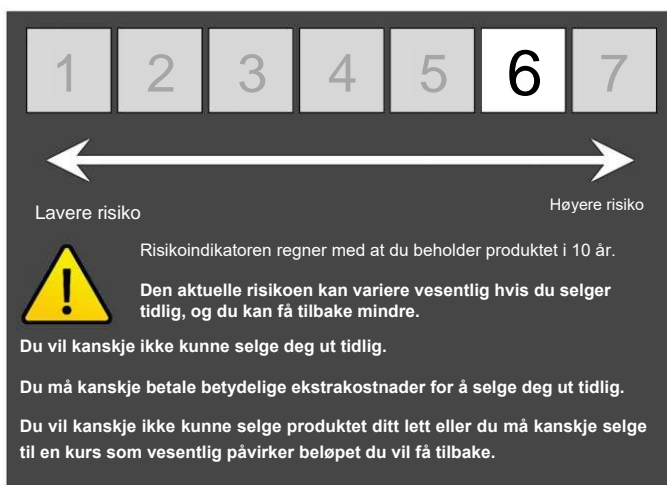 1 2 3 4 5 6 7
Lavere risiko
Høyere risiko
Risikoindikatoren regner med at du beholder produktet i 10 år.
Den aktuelle risikoen kan variere vesentlig hvis du selger
tidlig, og du kan få tilbake mindre.
Du vil kanskje ikke kunne selge deg ut tidlig.
Du må kanskje betale betydelige ekstrakostnader for å selge deg ut tidlig.
Du vil kanskje ikke kunne selge produktet ditt lett eller du må kanskje selge
til en kurs som vesentlig påvirker beløpet du vil få tilbake.